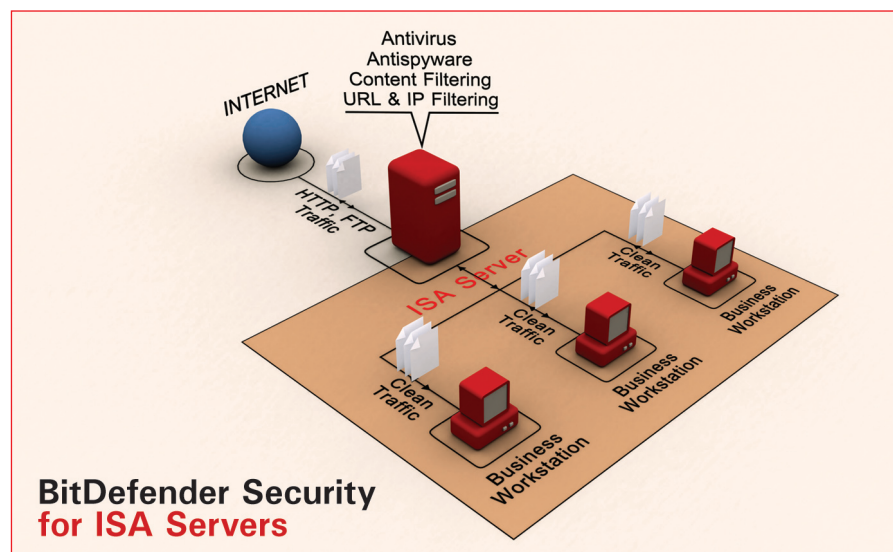 Antivirus
Antispyware
Content Filtering
URL & IP Filtering
INTERNET
HTTP, FTP
Traffic
ISA Server
Clean
Traffic
Business
Workstation
Clean
Traffic
Business
Workstation
Clean
Traffic
Business
Workstation
BitDefender Security
for ISA Servers